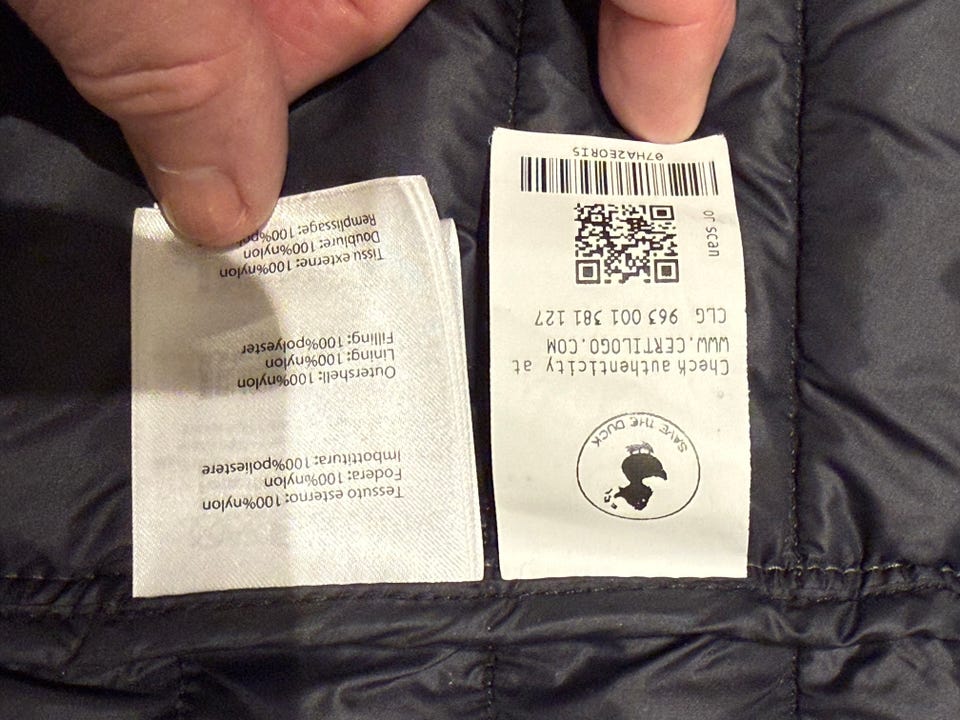 SAVE THE DUCK
Check authenticity at
WWW.CERTILOGO.COM
CLG 963 001 381 127
or scan
07HA2EORIS
Tessuto esterno:100%nylon
Fodera:100%nylon
Imbottitura:100%poliestere
Outershell:100%nylon
Lining:100%nylon
Filling:100%polyester
Tissu externe:100%nylon
Doublure:100%nylon
Remplissage:100%pol